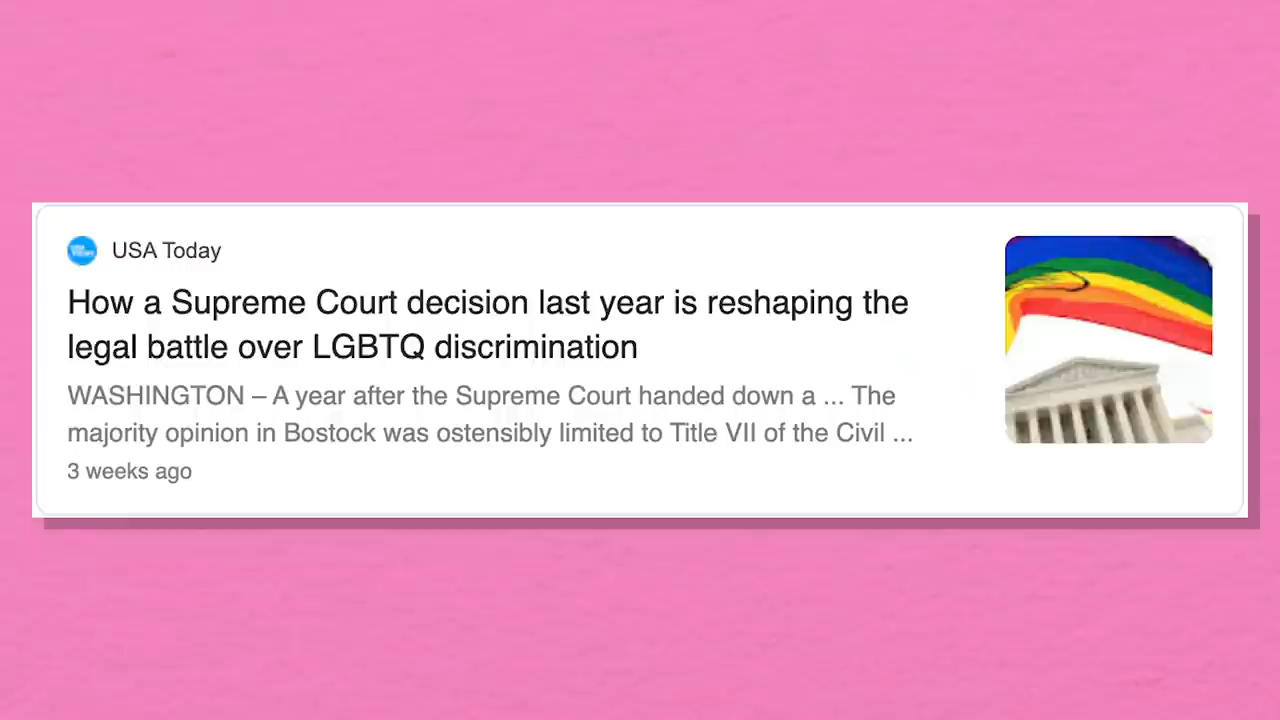 USA Today
How a Supreme Court decision last year is reshaping the
legal battle over LGBTQ discrimination
WASHINGTON – A year after the Supreme Court handed down a ... The
majority opinion in Bostock was ostensibly limited to Title VII of the Civil ...
3 weeks ago